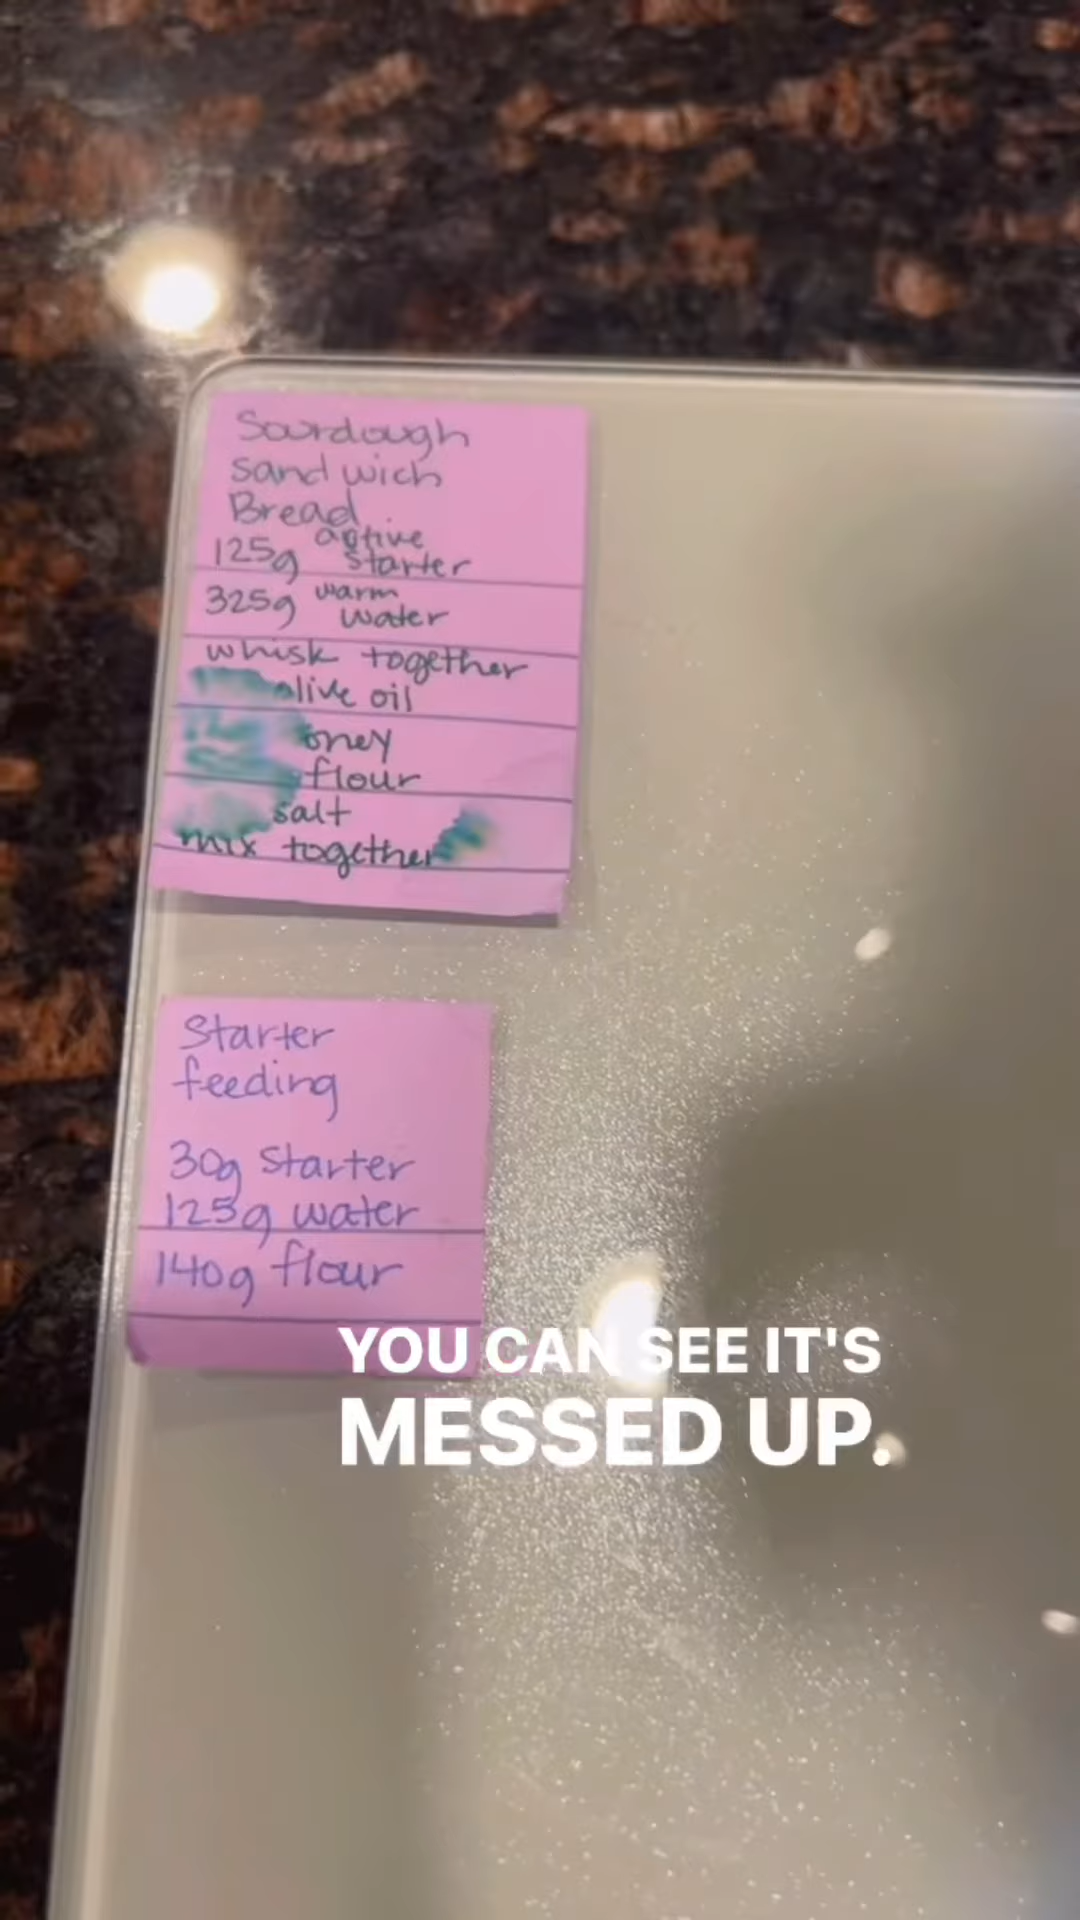 Sourdough
sandwich
Bread
125g active starter
325g warm water
whisk together
olive oil
oney
flour
salt
mix together
Starter
feeding
30g starter
125g water
140g flour
YOU CAN SEE IT'S
MESSED UP.